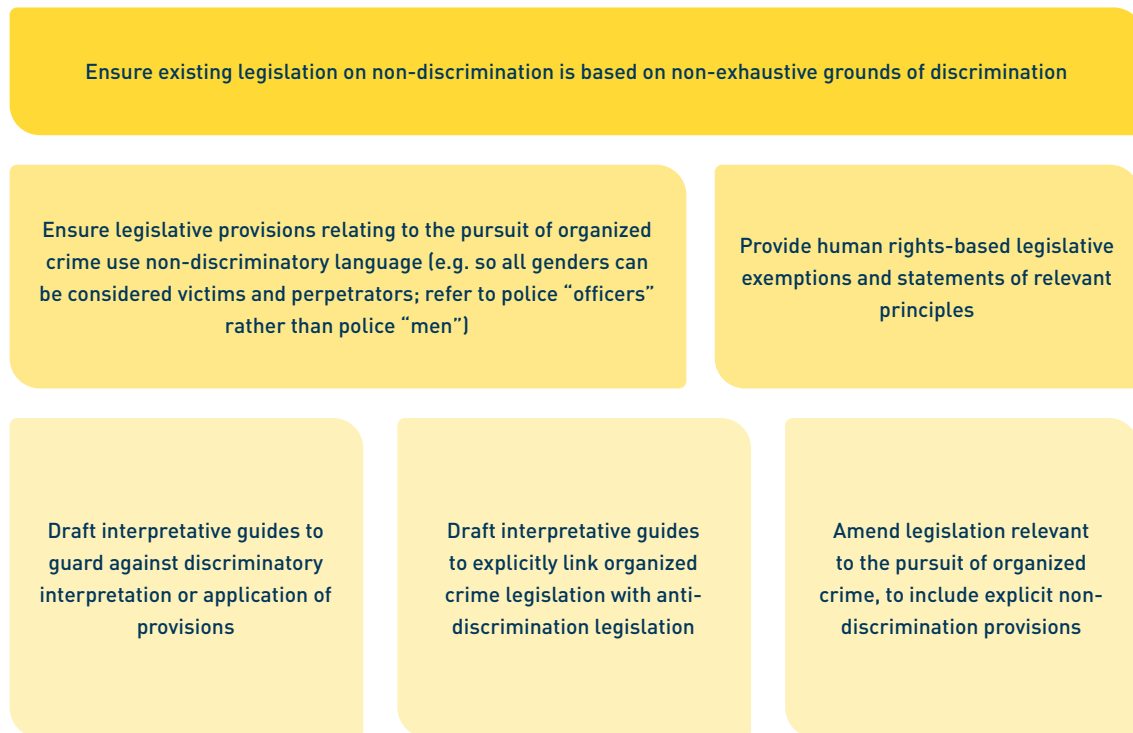 Ensure existing legislation on non-discrimination is based on non-exhaustive grounds of discrimination
Ensure legislative provisions relating to the pursuit of organized
crime use non-discriminatory language (e.g. so all genders can
be considered victims and perpetrators; refer to police “officers”
rather than police “men”)
Provide human rights-based legislative
exemptions and statements of relevant
principles
Draft interpretative guides to
guard against discriminatory
interpretation or application of
provisions
Draft interpretative guides
to explicitly link organized
crime legislation with anti-
discrimination legislation
Amend legislation relevant
to the pursuit of organized
crime, to include explicit non-
discrimination provisions